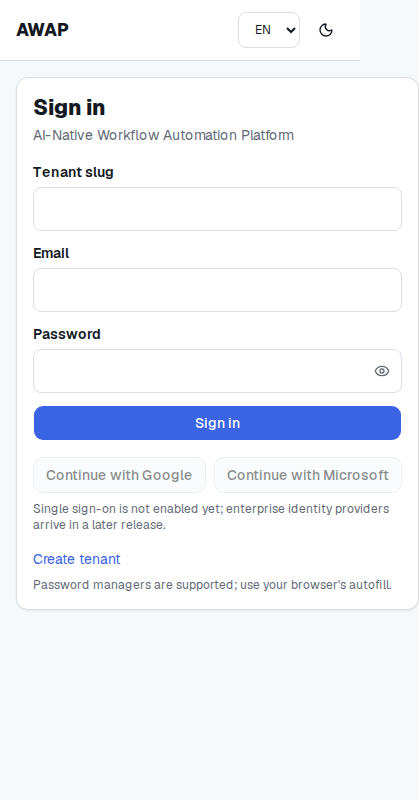 AWAP
EN
Sign in
AI-Native Workflow Automation Platform
Tenant slug
Email
Password
Sign in
Continue with Google
Continue with Microsoft
Single sign-on is not enabled yet; enterprise identity providers
arrive in a later release.
Create tenant
Password managers are supported; use your browser's autofill.